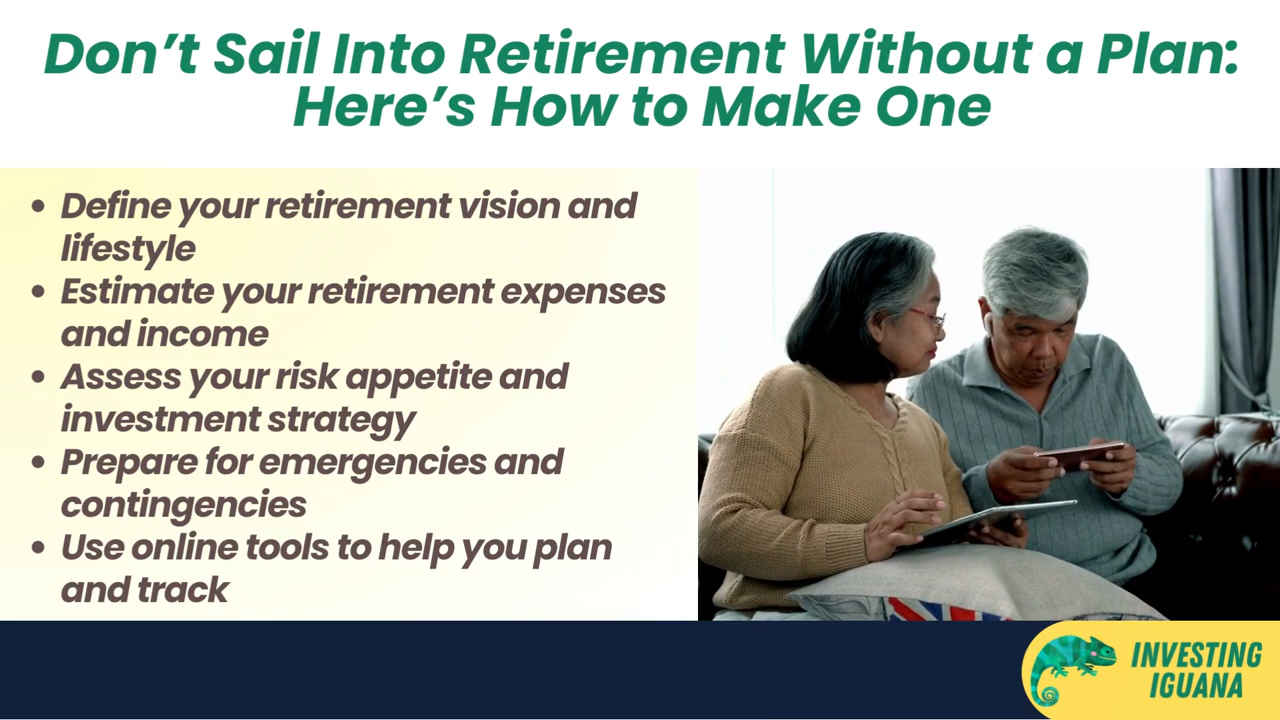 Don’t Sail Into Retirement Without a Plan:
Here’s How to Make One
• Define your retirement vision and
lifestyle
• Estimate your retirement expenses
and income
• Assess your risk appetite and
investment strategy
• Prepare for emergencies and
contingencies
• Use online tools to help you plan
and track
INVESTING
IGUANA